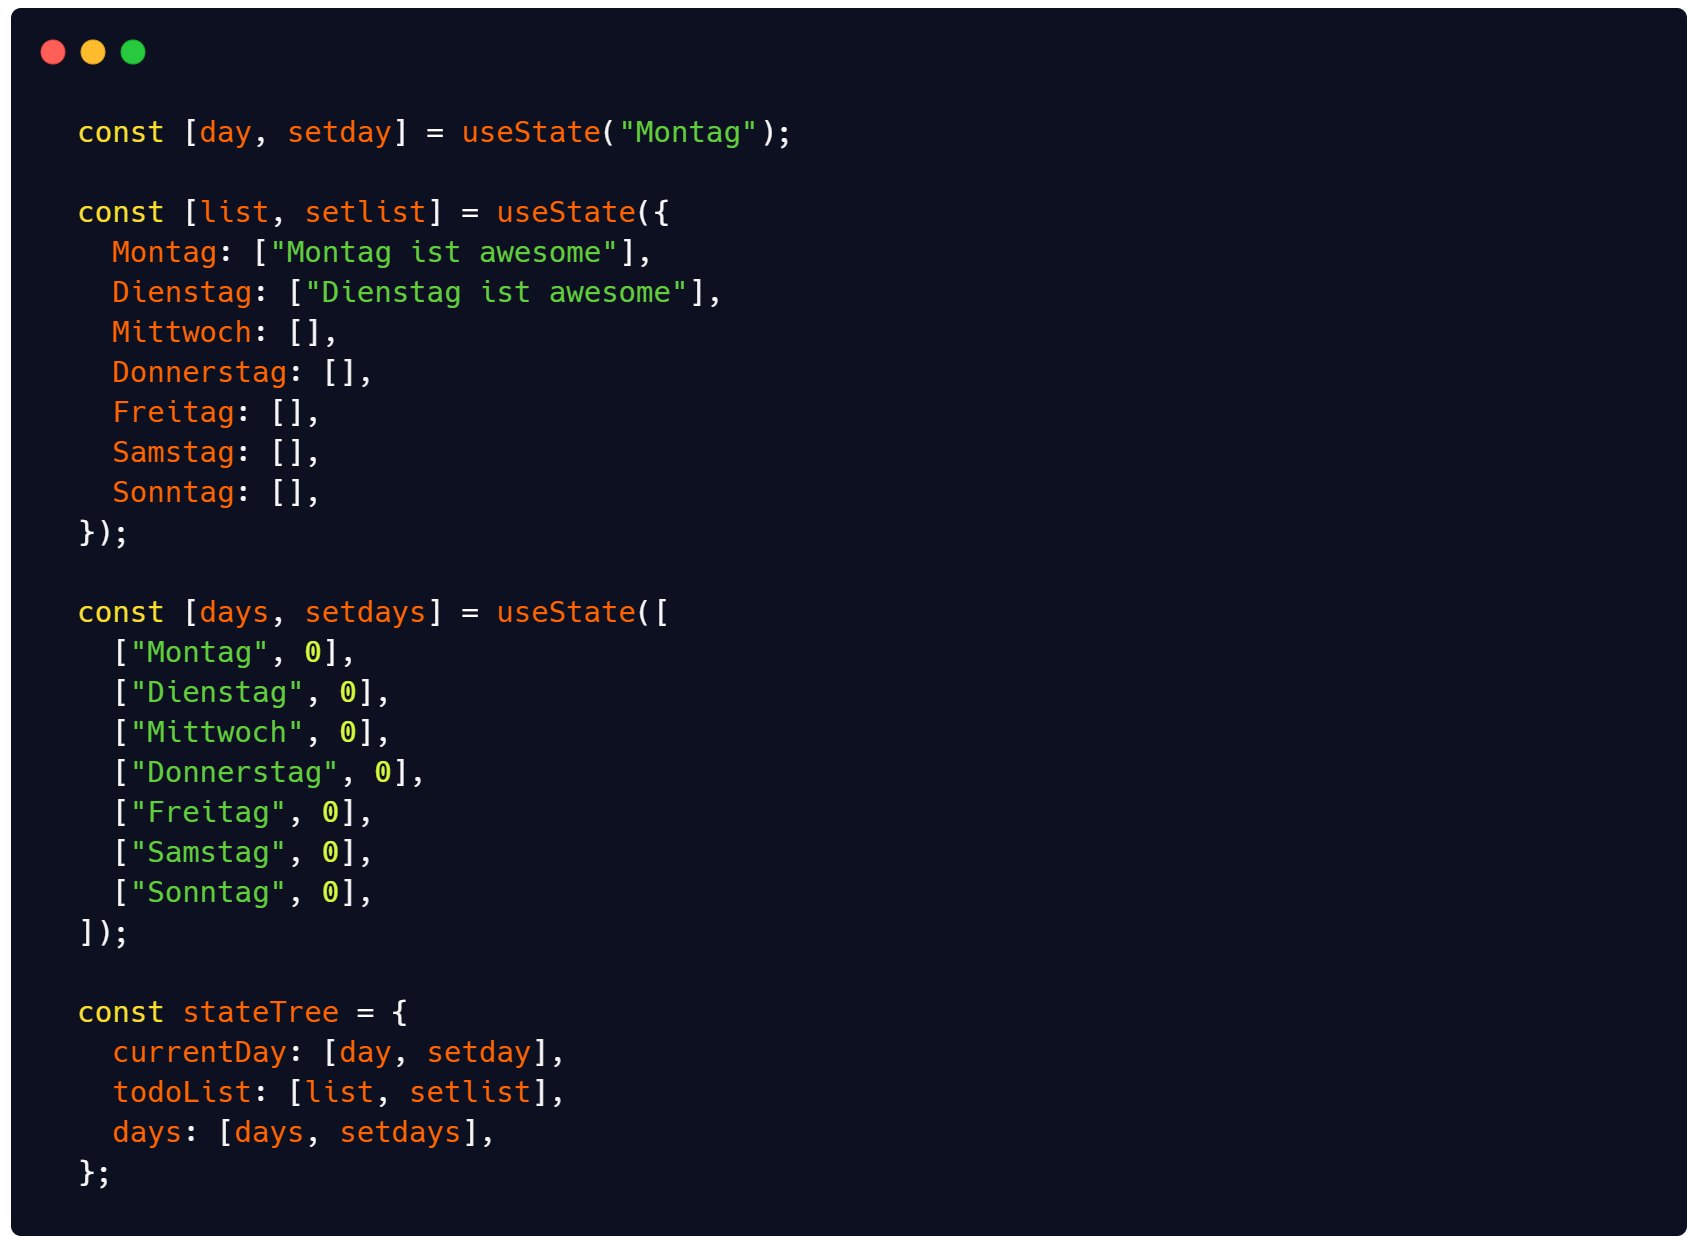 const [day, setday] = useState("Montag");

const [list, setlist] = useState({
  Montag: ["Montag ist awesome"],
  Dienstag: ["Dienstag ist awesome"],
  Mittwoch: [],
  Donnerstag: [],
  Freitag: [],
  Samstag: [],
  Sonntag: [],
});

const [days, setdays] = useState([
  ["Montag", 0],
  ["Dienstag", 0],
  ["Mittwoch", 0],
  ["Donnerstag", 0],
  ["Freitag", 0],
  ["Samstag", 0],
  ["Sonntag", 0],
]);

const stateTree = {
  currentDay: [day, setday],
  todoList: [list, setlist],
  days: [days, setdays],
};